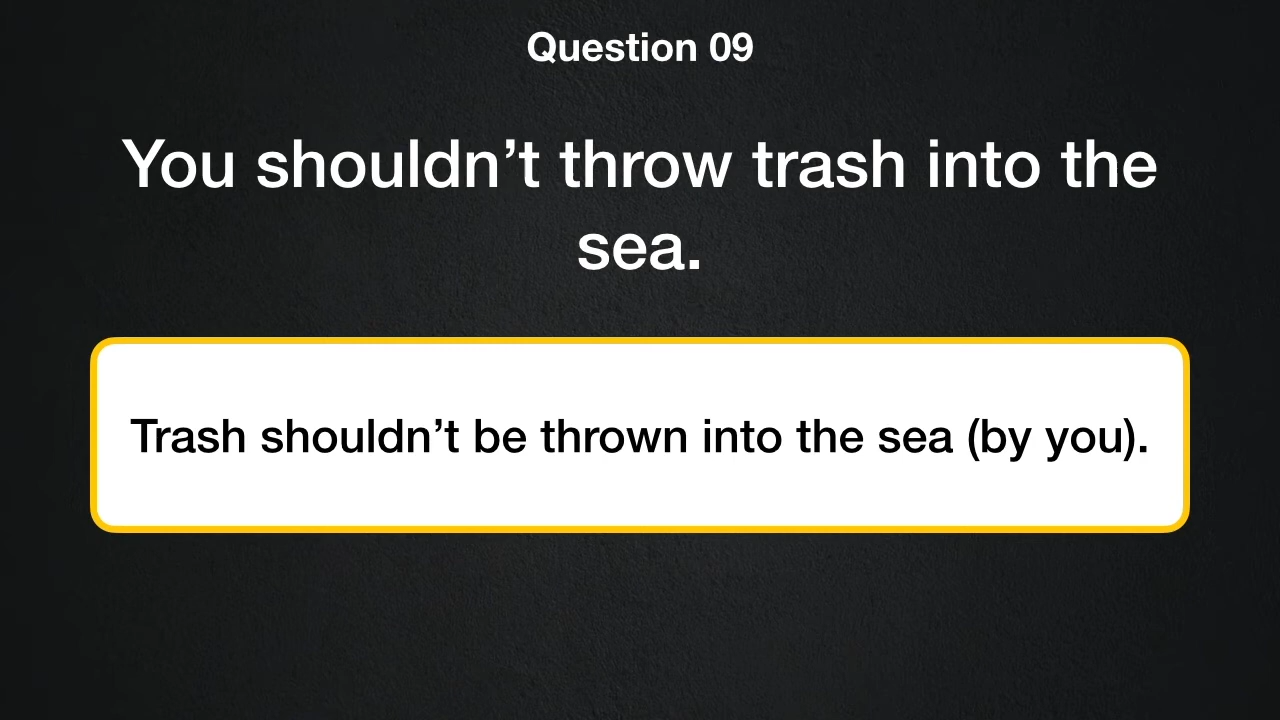 Question 09
You shouldn’t throw trash into the
sea.
Trash shouldn’t be thrown into the sea (by you).